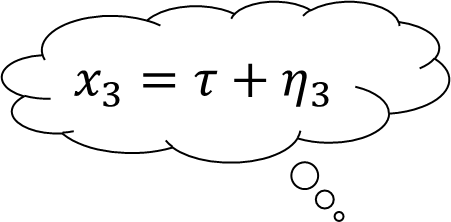 x₃ = τ + η₃